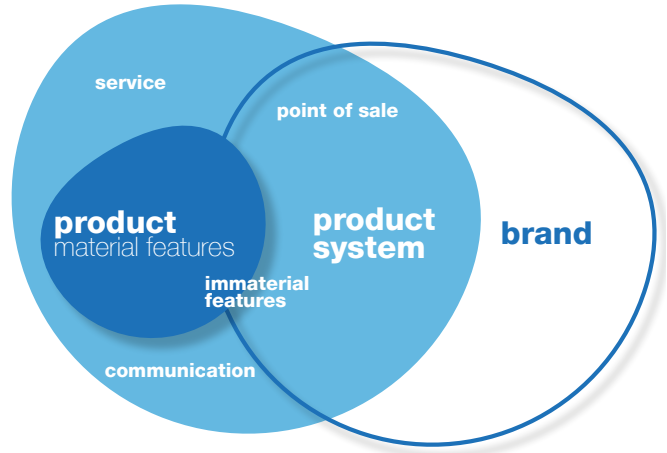 service
point of sale
product
material features
product
system
brand
immaterial
features
communication